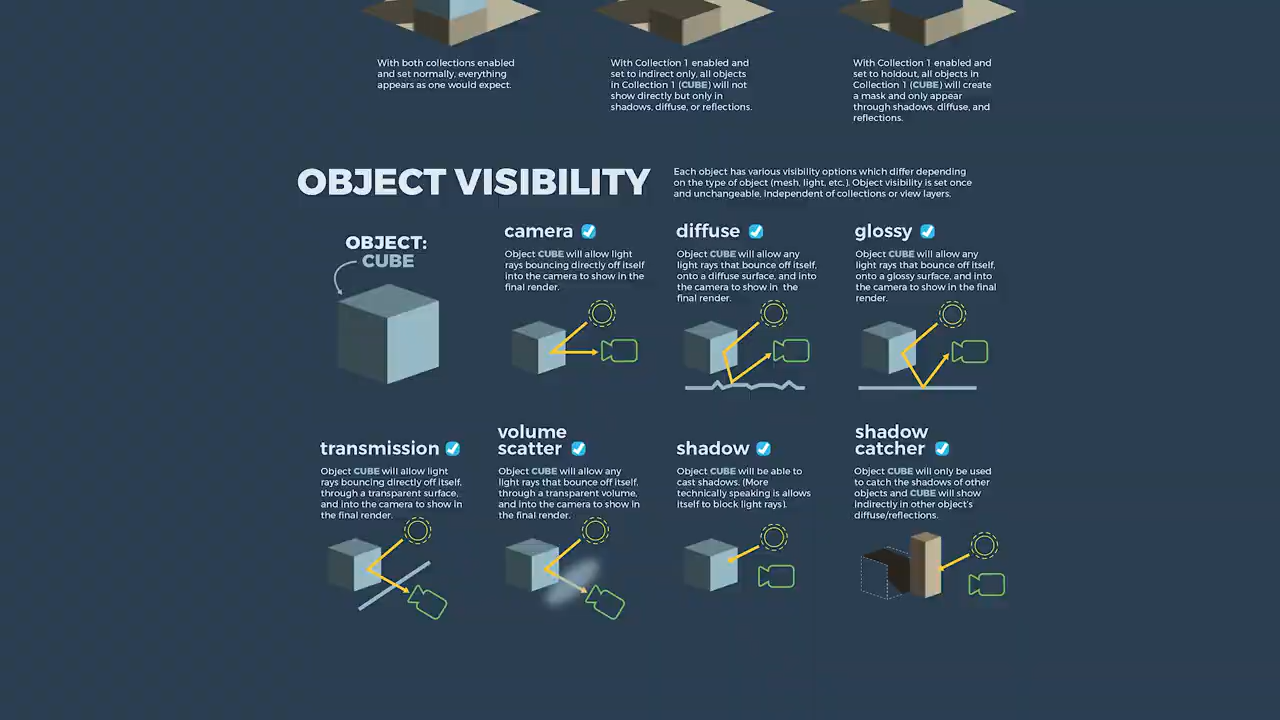 With both collections enabled
and set normally, everything
appears as one would expect.
With Collection 1 enabled and
set to indirect only, all objects
in Collection 1 (CUBE) will not
show directly but only in
shadows, diffuse, or reflections.
With Collection 1 enabled and
set to holdout, all objects in
Collection 1 (CUBE) will create
a mask and only appear
through shadows, diffuse, and
reflections.
OBJECT VISIBILITY
Each object has various visibility options which differ depending
on the type of object (mesh, light, etc.). Object visibility is set once
and unchangeable, independent of collections or view layers.
OBJECT:
CUBE
camera
Object CUBE will allow light
rays bouncing directly off itself
into the camera to show in the
final render.
diffuse
Object CUBE will allow any
light rays that bounce off itself,
onto a diffuse surface, and into
the camera to show in the
final render.
glossy
Object CUBE will allow any
light rays that bounce off itself,
onto a glossy surface, and into
the camera to show in the final
render.
transmission
Object CUBE will allow light
rays bouncing directly off itself,
through a transparent surface,
and into the camera to show in
the final render.
volume
scatter
Object CUBE will allow any
light rays that bounce off itself,
through a transparent volume,
and into the camera to show in
the final render.
shadow
Object CUBE will be able to
cast shadows. (More
technically speaking is allows
itself to block light rays).
shadow
catcher
Object CUBE will only be used
to catch the shadows of other
objects and CUBE will show
indirectly in other object's
diffuse/reflections.